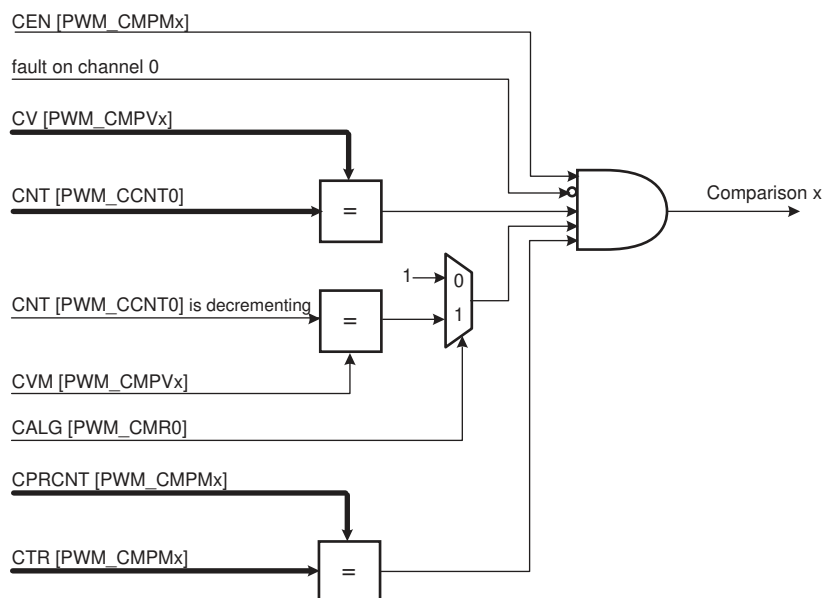 CEN [PWM_CMPMx]
fault on channel 0
CV [PWM_CMPVx]
CNT [PWM_CCNT0]
=
Comparison x
1
0
CNT [PWM_CCNT0] is decrementing
=
1
CVM [PWM_CMPVx]
CALG [PWM_CMR0]
CPRCNT [PWM_CMPMx]
CTR [PWM_CMPMx]
=